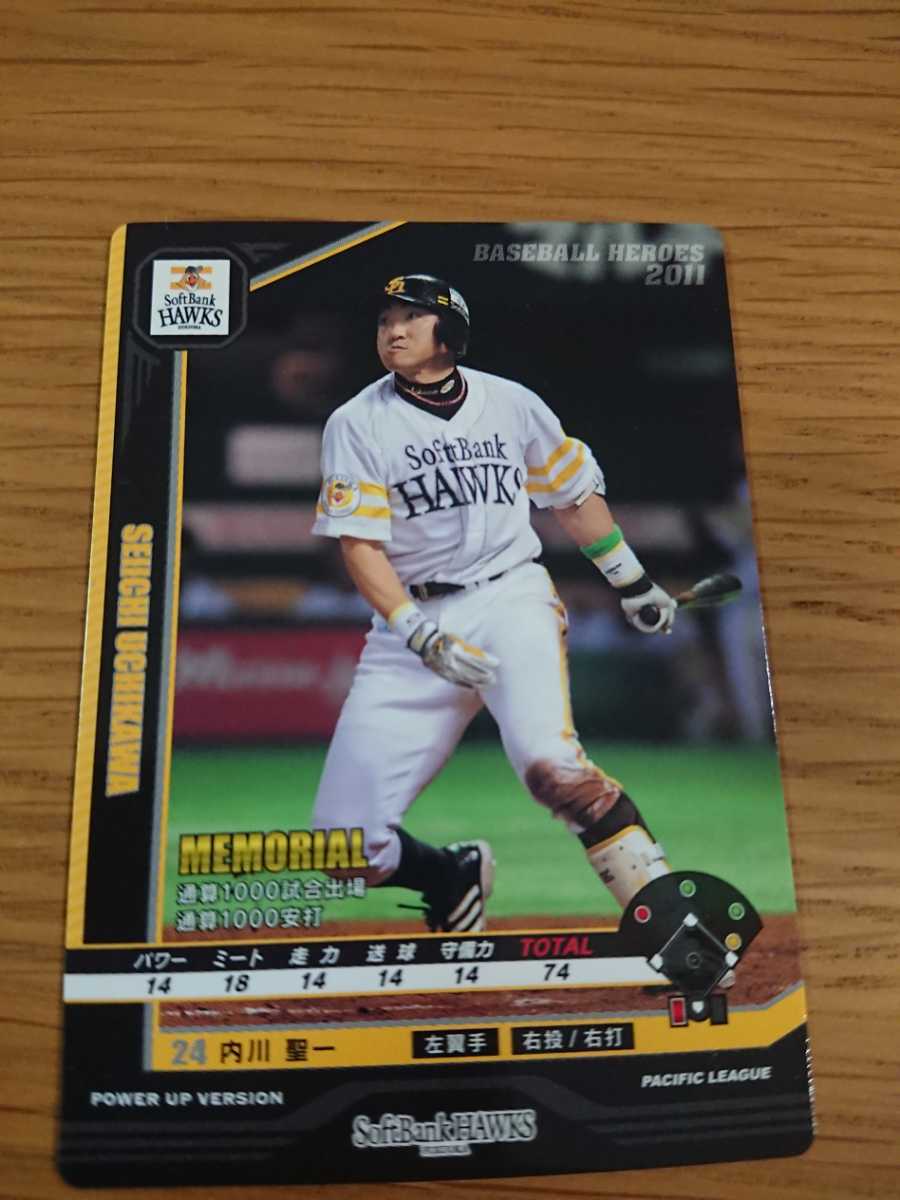 BASEBALL HEROES
2011
SoftBank
HAWKS
SoftBank
HAWKS
SEIICHI UCHIKAWA
MEMORIAL
通算1000試合出場
通算1000安打
パワー ミート 走力 送球 守備力 TOTAL
14 18 14 14 14 74
24 内川 聖一 左翼手 右投/右打
POWER UP VERSION
PACIFIC LEAGUE
SoftBank HAWKS